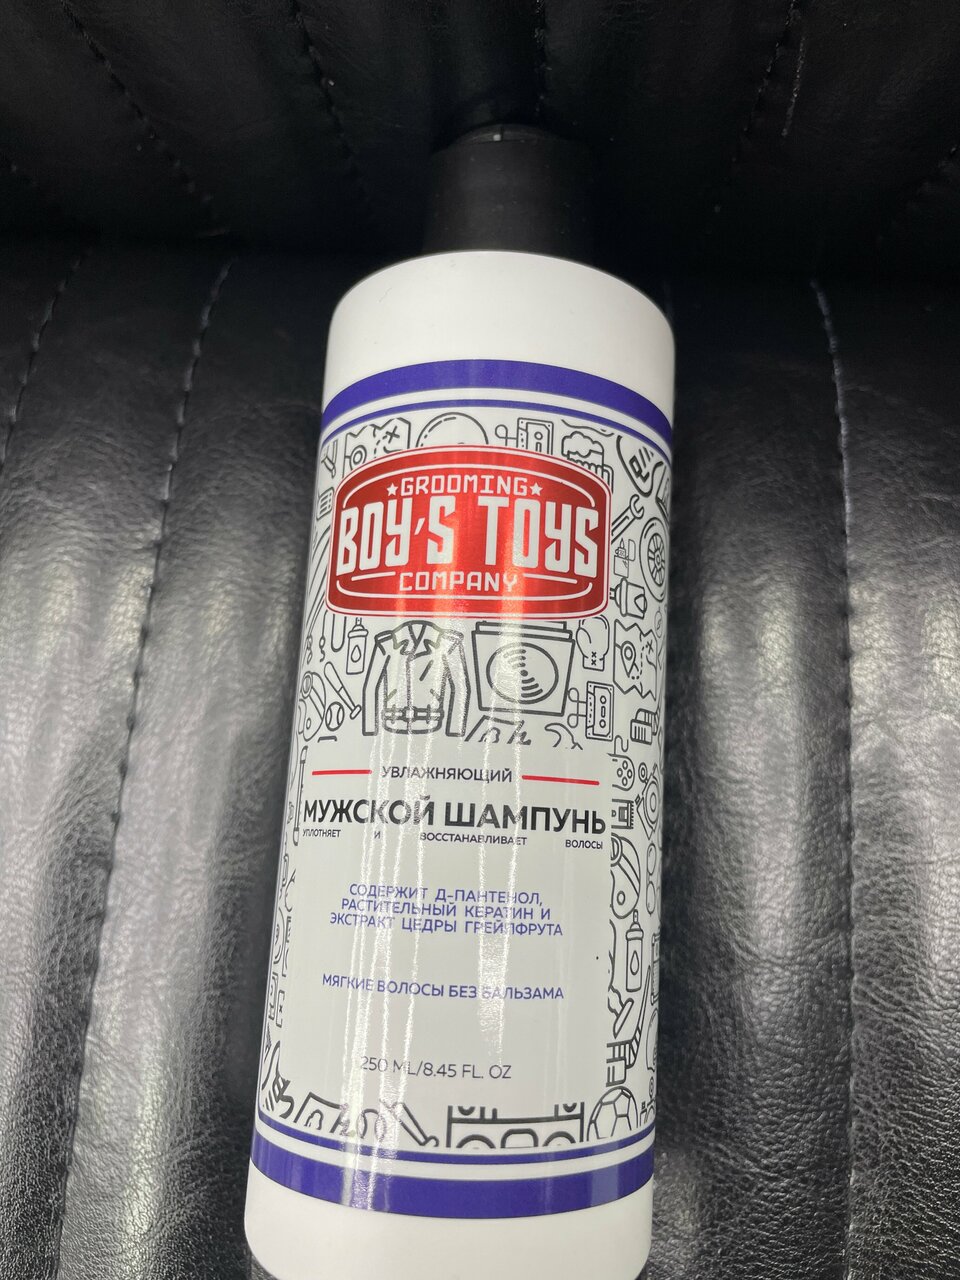 GROOMING
BOY'S TOYS
COMPANY
УВЛАЖНЯЮЩИЙ
МУЖСКОЙ ШАМПУНЬ
УПЛОТНЯЕТ И ВОССТАНАВЛИВАЕТ ВОЛОСЫ
СОДЕРЖИТ Д-ПАНТЕНОЛ,
РАСТИТЕЛЬНЫЙ КЕРАТИН И
ЭКСТРАКТ ЦЕДРЫ ГРЕЙПФРУТА
МЯГКИЕ ВОЛОСЫ БЕЗ БАЛЬЗАМА
250 ML/8.45 FL. OZ